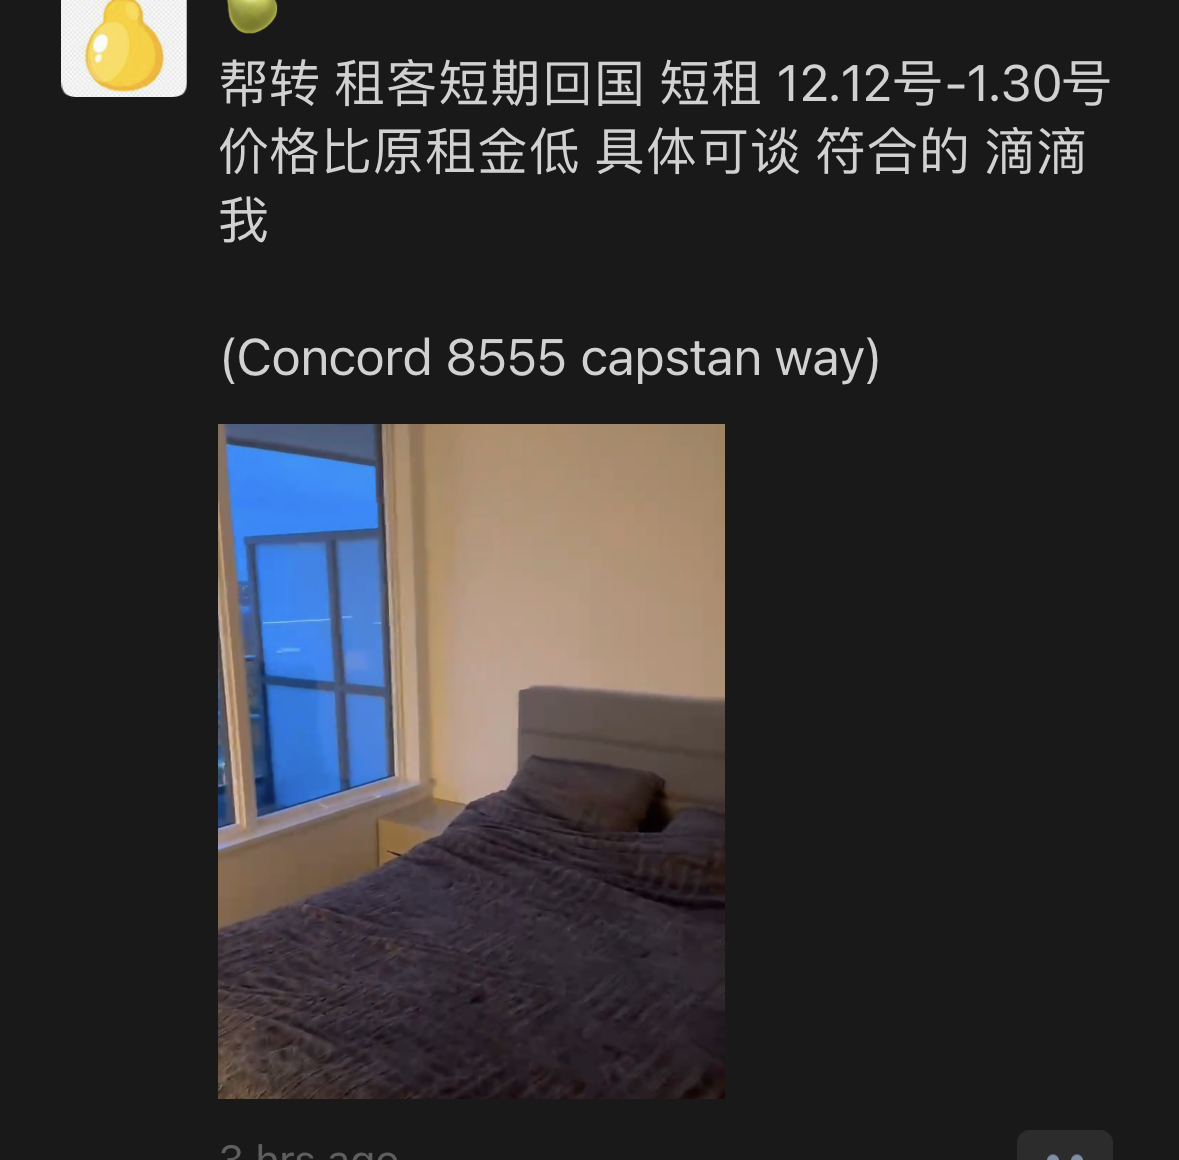 帮转 租客短期回国 短租 12.12号-1.30号
价格比原租金低 具体可谈 符合的 滴滴
我
(Concord 8555 capstan way)
3 hrs ago